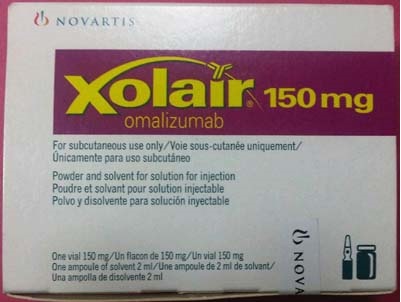 NOVARTIS
Xolair® 150 mg
omalizumab
For subcutaneous use only/Voie sous-cutanée uniquement/
Únicamente para uso subcutáneo
Powder and solvent for solution for injection
Poudre et solvant pour solution injectable
Polvo y disolvente para solución inyectable
One vial 150 mg/Un flacon de 150 mg/Un vial 150 mg
One ampoule of solvent 2 ml/Une ampoule de 2 ml de solvant/
Una ampolla de disolvente 2 ml
NOVA